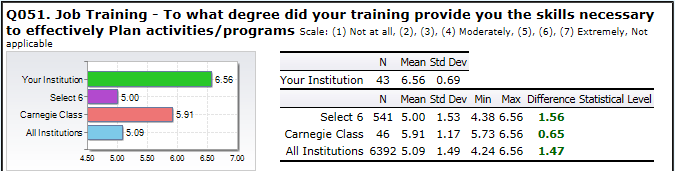 Q051. Job Training - To what degree did your training provide you the skills necessary
to effectively Plan activities/programs Scale: (1) Not at all, (2), (3), (4) Moderately, (5), (6), (7) Extremely, Not
applicable
Your Institution 6.56
Select 6 5.00
Carnegie Class 5.91
All Institutions 5.09
4.50 5.00 5.50 6.00 6.50 7.00
N Mean Std Dev
Your Institution 43 6.56 0.69
N Mean Std Dev Min Max Difference Statistical Level
Select 6 541 5.00 1.53 4.38 6.56 1.56
Carnegie Class 46 5.91 1.17 5.73 6.56 0.65
All Institutions 6392 5.09 1.49 4.24 6.56 1.47